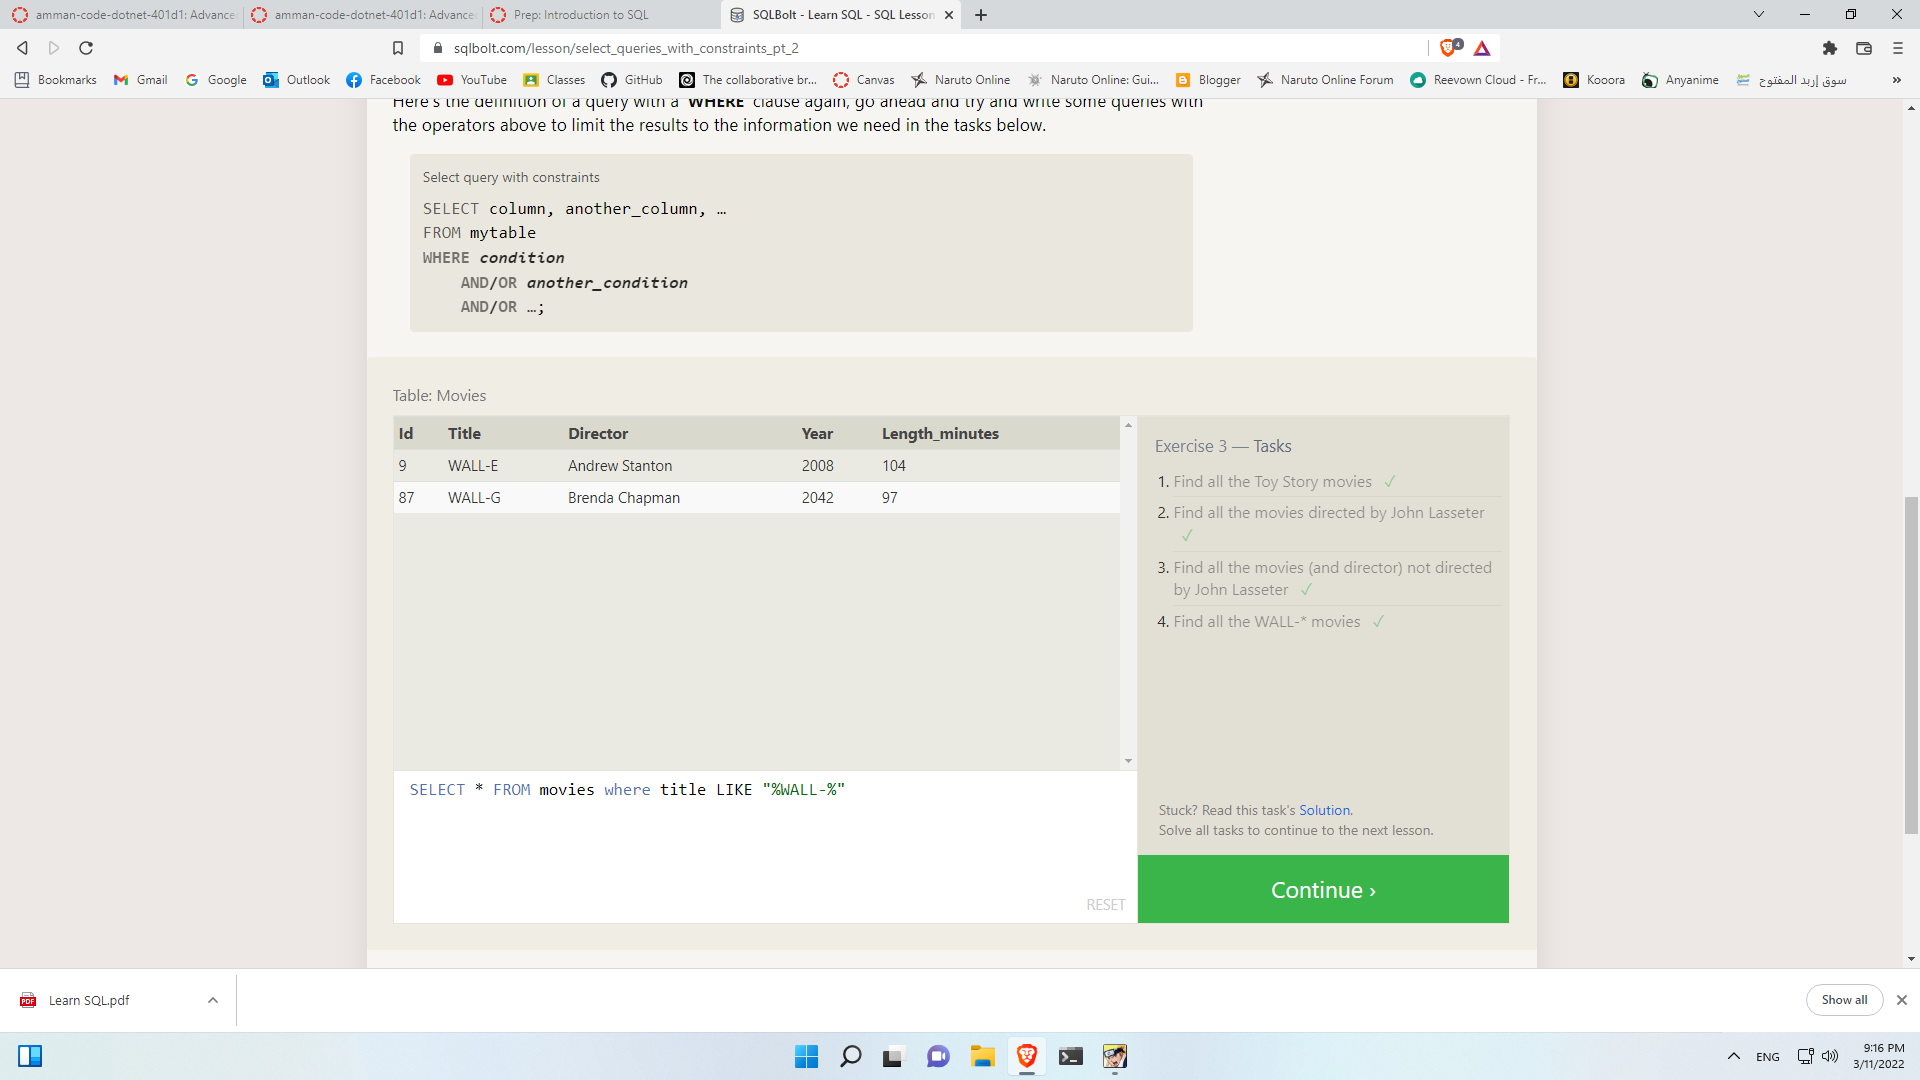 amman-code-dotnet-401d1: Advance
amman-code-dotnet-401d1: Advance
Prep: Introduction to SQL
SQLBolt - Learn SQL - SQL Lesson
sqlbolt.com/lesson/select_queries_with_constraints_pt_2
4
Bookmarks
Gmail
Google
Outlook
Facebook
YouTube
Classes
GitHub
The collaborative br...
Canvas
Naruto Online
Naruto Online: Gui...
Blogger
Naruto Online Forum
Reevown Cloud - Fr...
Kooora
Anyanime
سوق إربد المفتوح
»
Here's the definition of a query with a WHERE clause again, go ahead and try and write some queries with
the operators above to limit the results to the information we need in the tasks below.
Select query with constraints
SELECT column, another_column, …
FROM mytable
WHERE condition
AND/OR another_condition
AND/OR …;
Table: Movies
Id Title Director Year Length_minutes
9 WALL-E Andrew Stanton 2008 104
87 WALL-G Brenda Chapman 2042 97
SELECT * FROM movies where title LIKE "%WALL-%"
RESET
Exercise 3 — Tasks
1. Find all the Toy Story movies ✓
2. Find all the movies directed by John Lasseter
✓
3. Find all the movies (and director) not directed
by John Lasseter ✓
4. Find all the WALL-* movies ✓
Stuck? Read this task's Solution.
Solve all tasks to continue to the next lesson.
Continue ›
PDF
Learn SQL.pdf
Show all
ENG
9:16 PM
3/11/2022